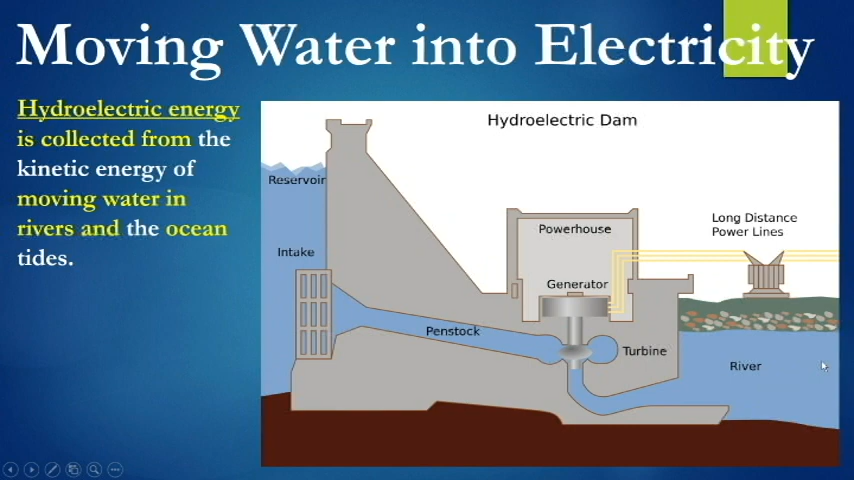 Moving Water into Electricity
Hydroelectric energy
is collected from the
kinetic energy of
moving water in
rivers and the ocean
tides.
Hydroelectric Dam
Reservoir
Intake
Penstock
Powerhouse
Generator
Turbine
Long Distance
Power Lines
River